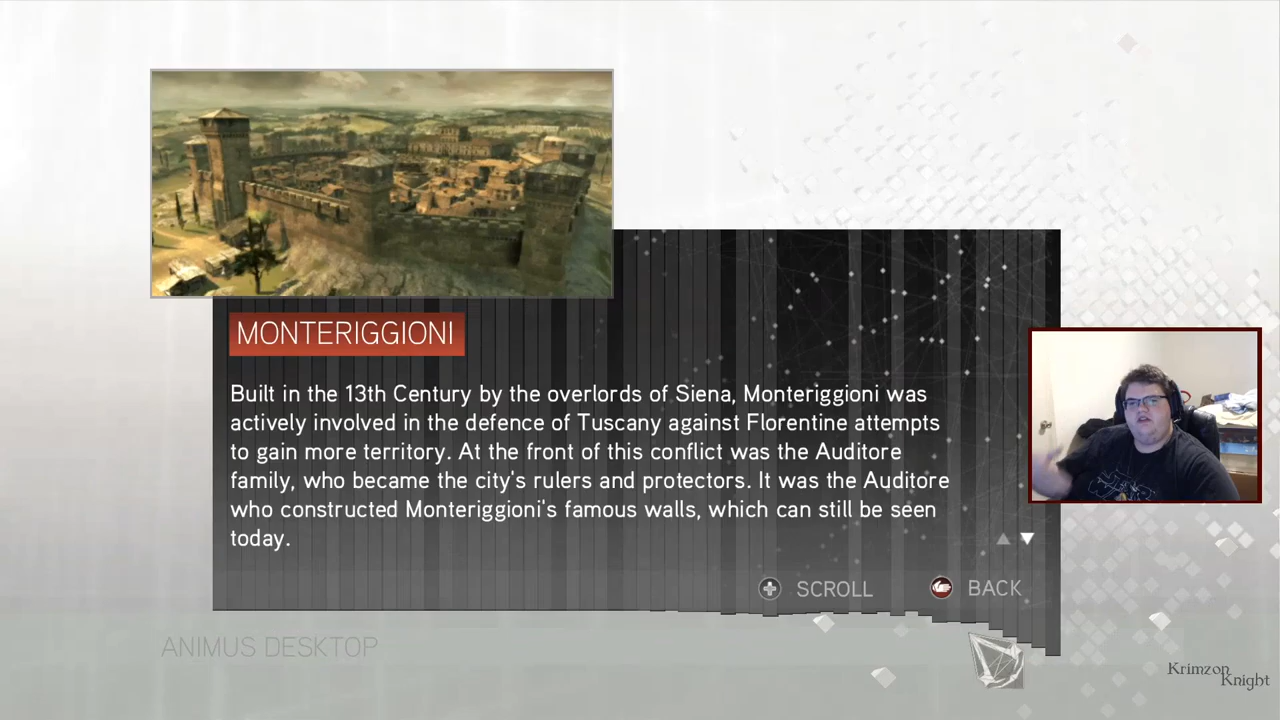 MONTERIGGIONI
Built in the 13th Century by the overlords of Siena, Monteriggioni was
actively involved in the defence of Tuscany against Florentine attempts
to gain more territory. At the front of this conflict was the Auditore
family, who became the city's rulers and protectors. It was the Auditore
who constructed Monteriggioni's famous walls, which can still be seen
today.
SCROLL BACK
ANIMUS DESKTOP
Krimzon
Knight